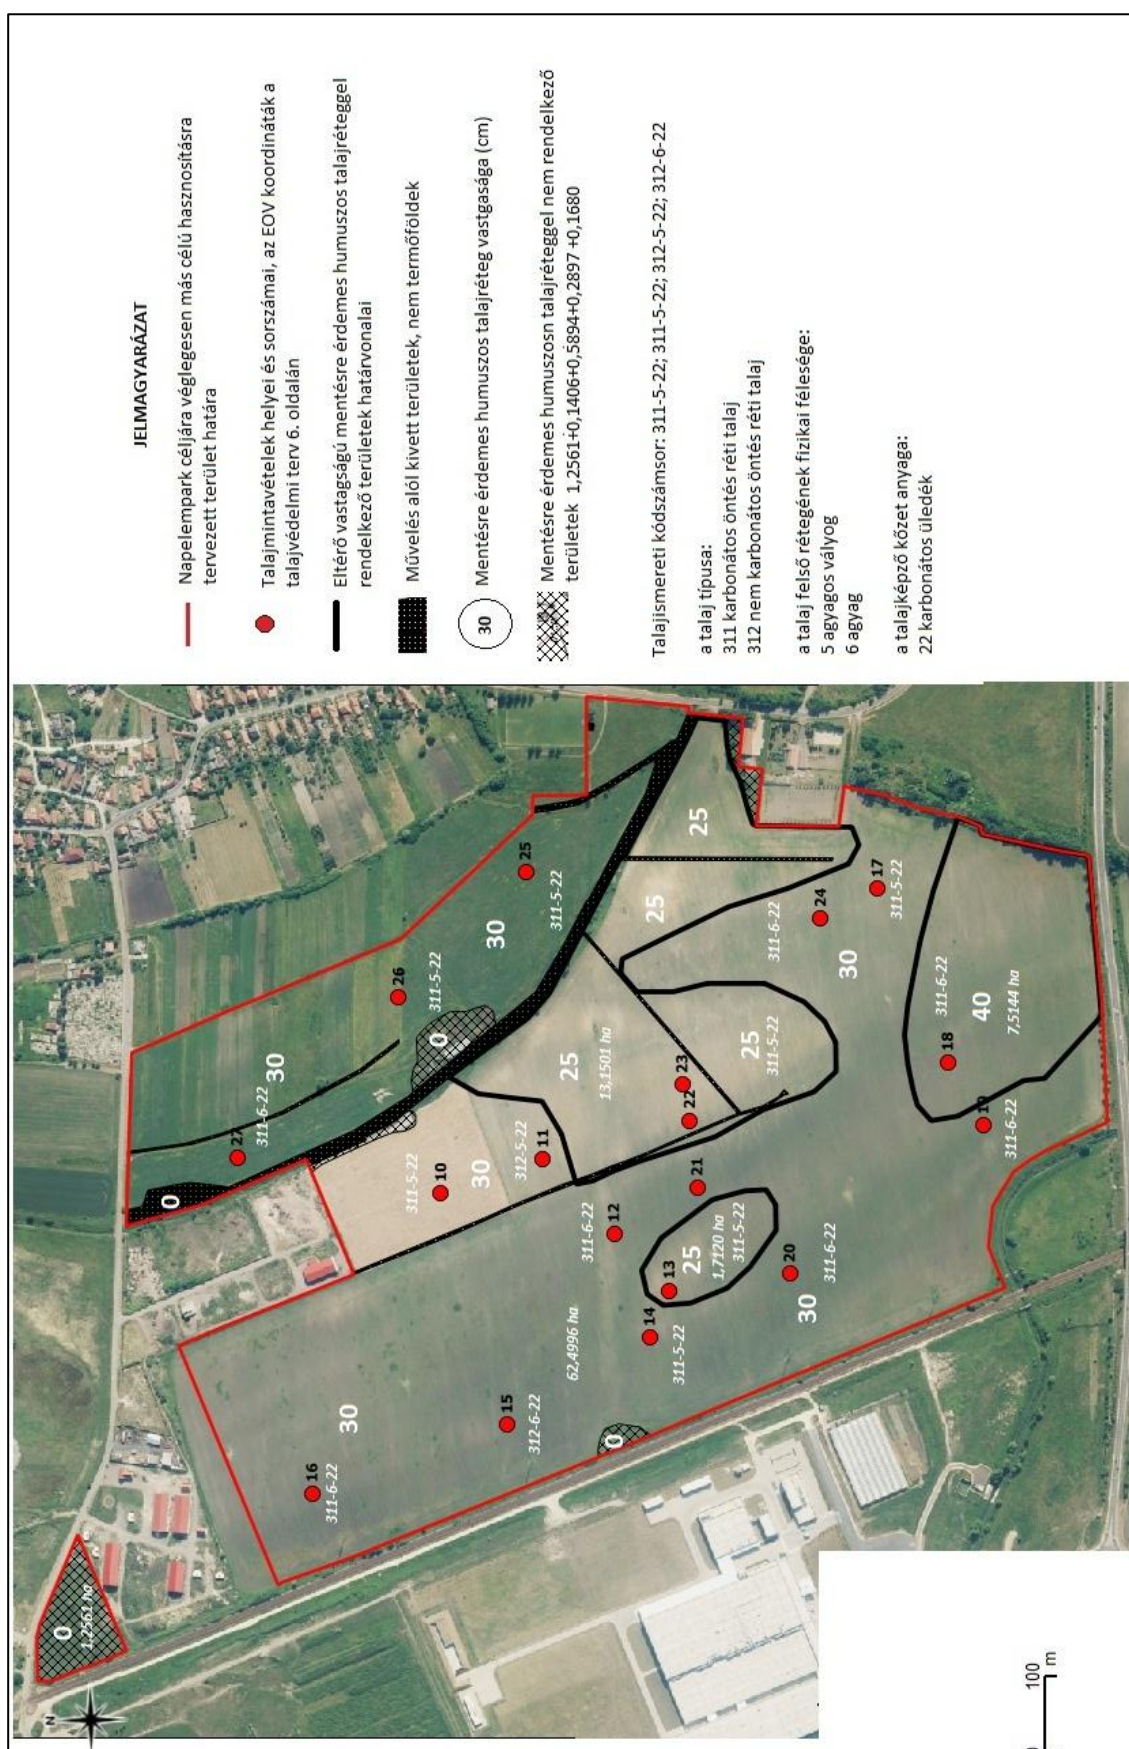 JELMAGYARÁZAT
Napelempark céljára véglegesen más célú hasznosításra
tervezett terület határa
Talajmintavételek helyei és sorszámai, az EOV koordináták a
talajvédelmi terv 6. oldalán
Eltérő vastagságú mentésre érdemes humuszos talajréteggel
rendelkező területek határvonalai
Művelés alól kivett területek, nem termőföldek
30
Mentésre érdemes humuszos talajréteg vastgasága (cm)
Mentésre érdemes humuszosn talajréteggel nem rendelkező
területek 1,2561+0,1406+0,5894+0,2897 +0,1680
Talajismereti kódszámsor: 311-5-22; 311-5-22; 312-5-22; 312-6-22
a talaj típusa:
311 karbonátos öntés réti talaj
312 nem karbonátos öntés réti talaj
a talaj felső rétegének fizikai félesége:
5 agyagos vályog
6 agyag
a talajképző kőzet anyaga:
22 karbonátos üledék
N
0
1.2561 ha
16
311-6-22
30
15
312-6-22
62,4996 ha
0
14
311-5-22
13
25
1,7120 ha
311-5-22
12
311-6-22
20
311-6-22
30
21
10
311-5-22
30
11
312-5-22
0
27
311-6-22
30
0
26
311-5-22
25
13,1501 ha
22
23
25
311-5-22
30
25
311-5-22
25
25
24
311-6-22
30
17
311-5-22
311-6-22
40
7,5144 ha
18
19
311-6-22
100
m